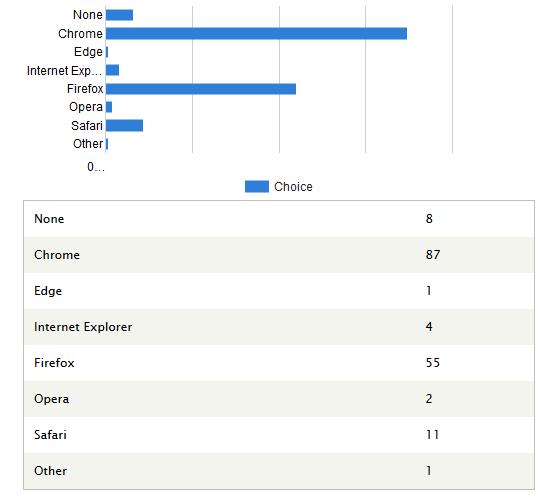 None
Chrome
Edge
Internet Exp...
Firefox
Opera
Safari
Other
0...
Choice
None 8
Chrome 87
Edge 1
Internet Explorer 4
Firefox 55
Opera 2
Safari 11
Other 1